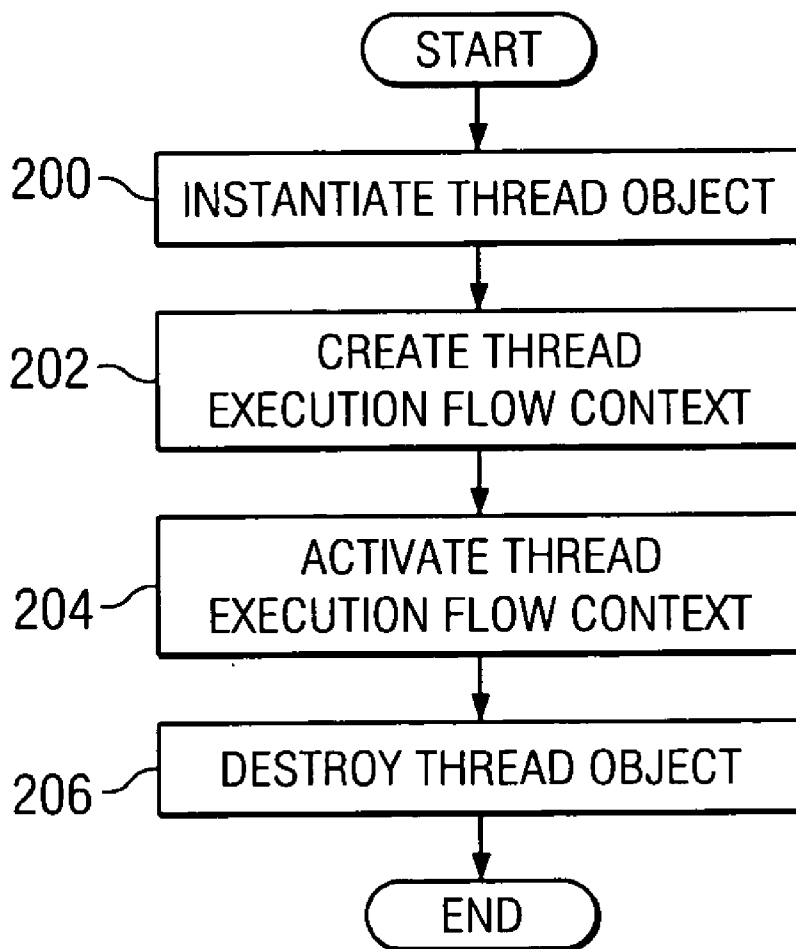 START
200
INSTANTIATE THREAD OBJECT
202
CREATE THREAD
EXECUTION FLOW CONTEXT
204
ACTIVATE THREAD
EXECUTION FLOW CONTEXT
206
DESTROY THREAD OBJECT
END